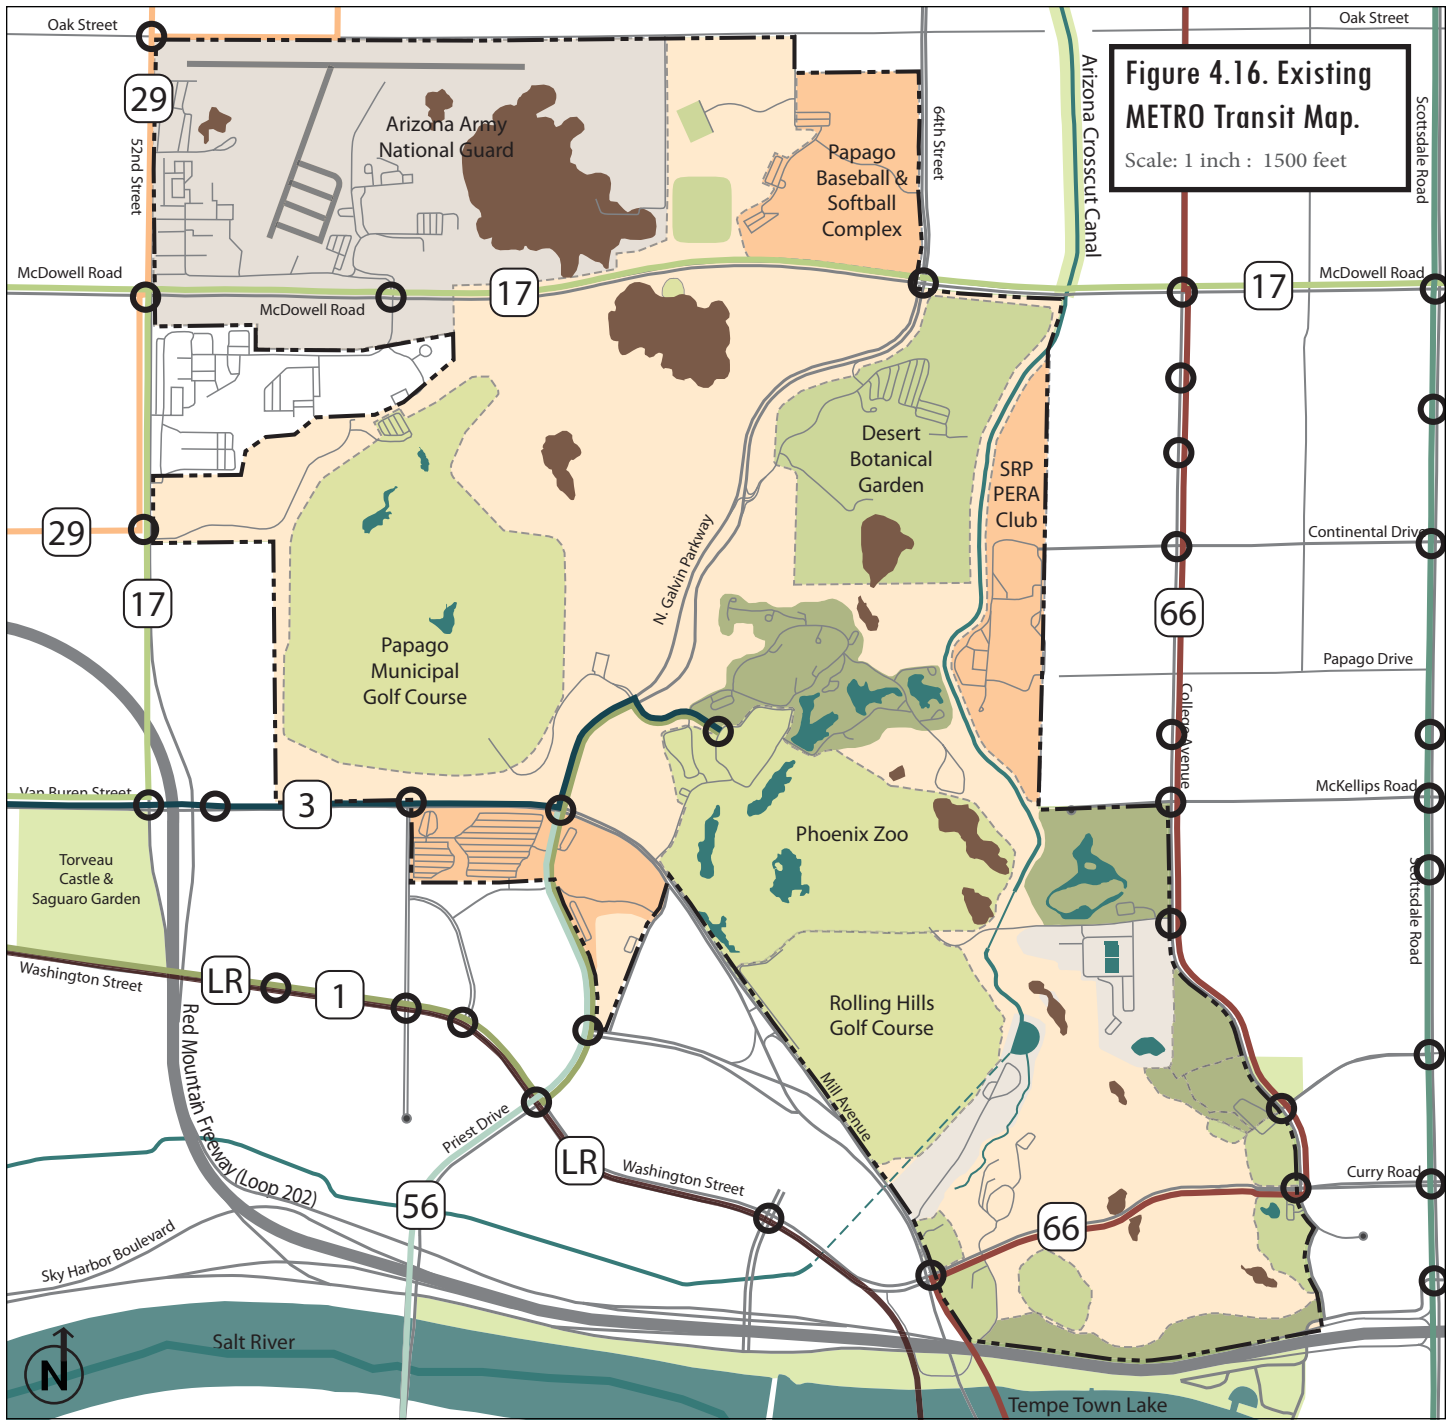 Oak Street
Oak Street
Figure 4.16. Existing
METRO Transit Map.
Scale: 1 inch : 1500 feet
29
52nd Street
Arizona Army
National Guard
64th Street
Arizona Crosscut Canal
Scottsdale Road
Papago
Baseball &
Softball
Complex
McDowell Road
McDowell Road
17
17
McDowell Road
Desert
Botanical
Garden
SRP
PERA
Club
29
Continental Drive
N. Galvin Parkway
17
66
Papago
Municipal
Golf Course
Papago Drive
College Avenue
Van Buren Street
3
McKellips Road
Phoenix Zoo
Torveau
Castle &
Saguaro Garden
Scottsdale Road
Washington Street
LR
1
Rolling Hills
Golf Course
Red Mountain Freeway (Loop 202)
Mill Avenue
Priest Drive
LR
Washington Street
Curry Road
56
66
Sky Harbor Boulevard
Salt River
N
Tempe Town Lake